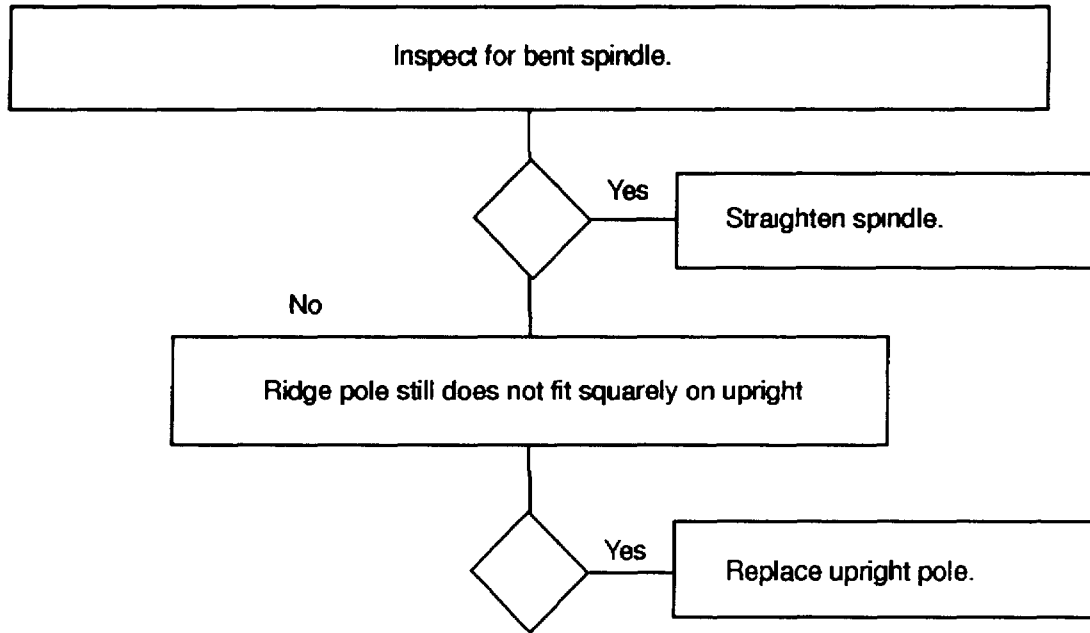 Inspect for bent spindle.
Yes
Straighten spindle.
No
Ridge pole still does not fit squarely on upright
Yes
Replace upright pole.